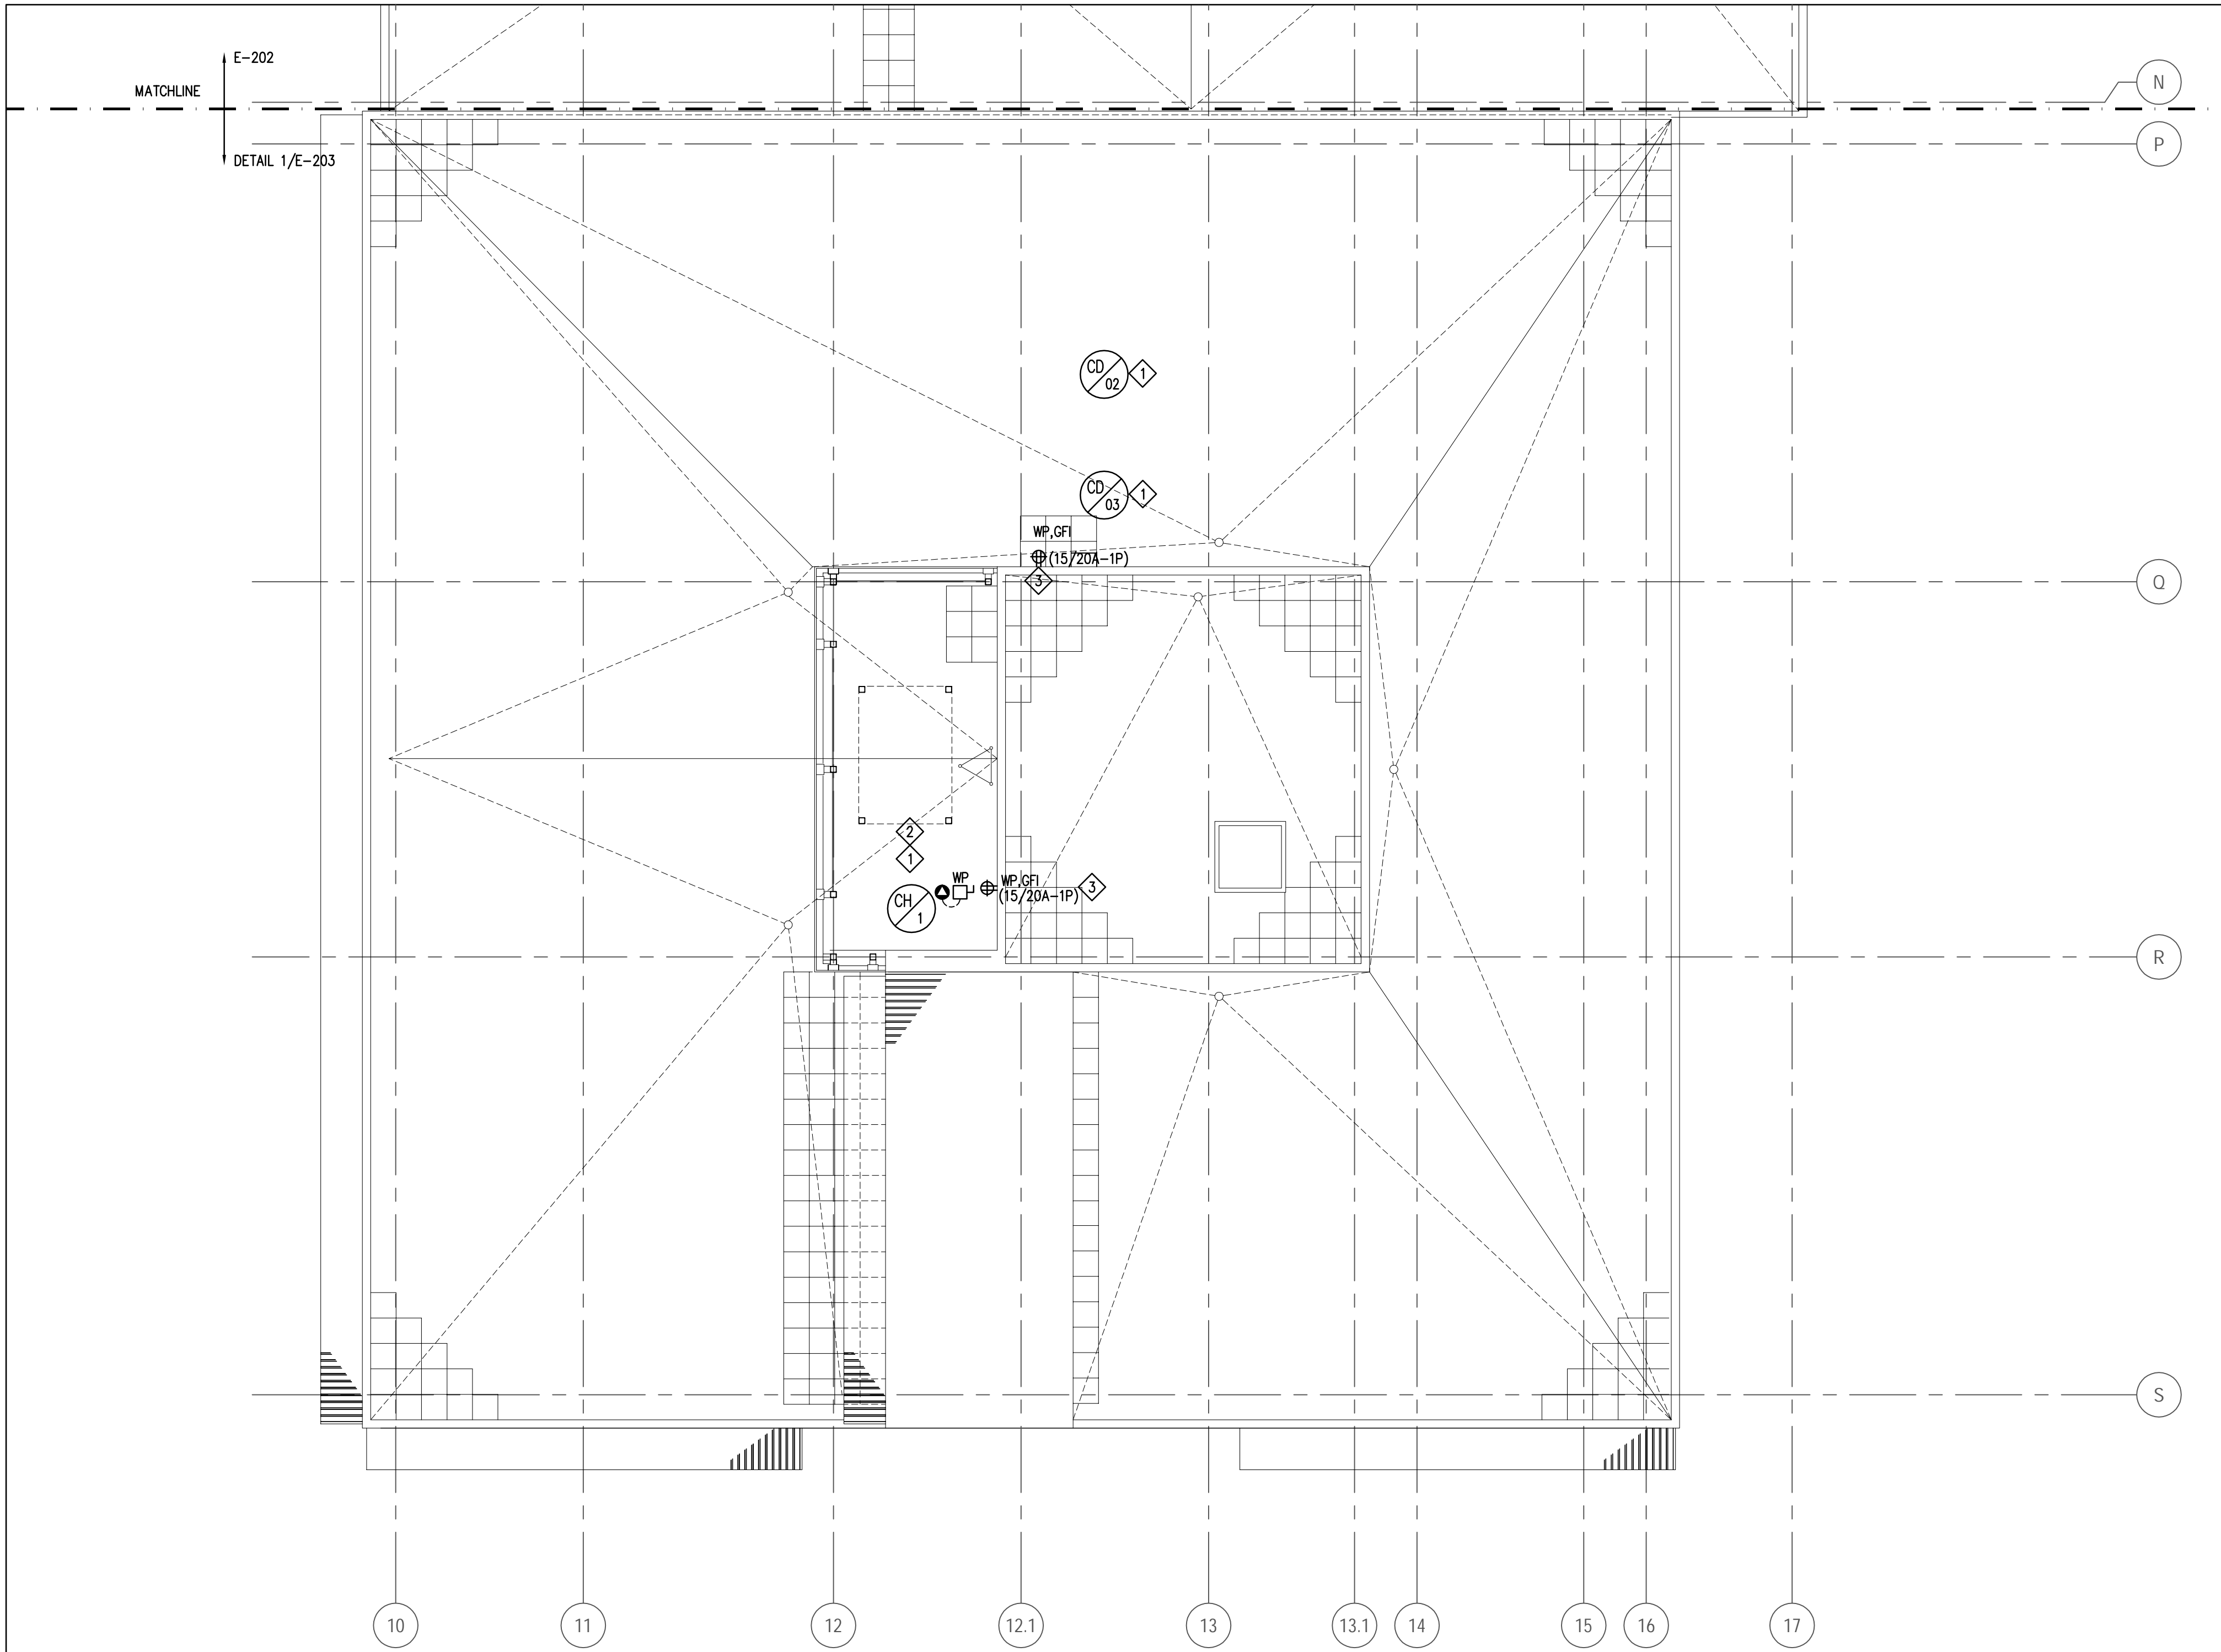 E-202
MATCHLINE
N
P
DETAIL 1/E-203
CD
02
1
CD
03
1
WP,GFI
(15/20A-1P)
3
Q
2
1
WP
WP,GFI
(15/20A-1P)
3
CH
1
R
S
10
11
12
12.1
13
13.1
14
15
16
17